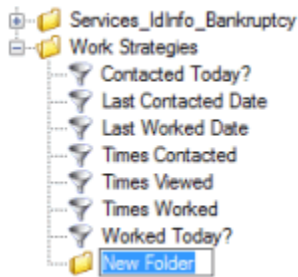 Services_IdInfo_Bankruptcy
Work Strategies
Contacted Today?
Last Contacted Date
Last Worked Date
Times Contacted
Times Viewed
Times Worked
Worked Today?
New Folder